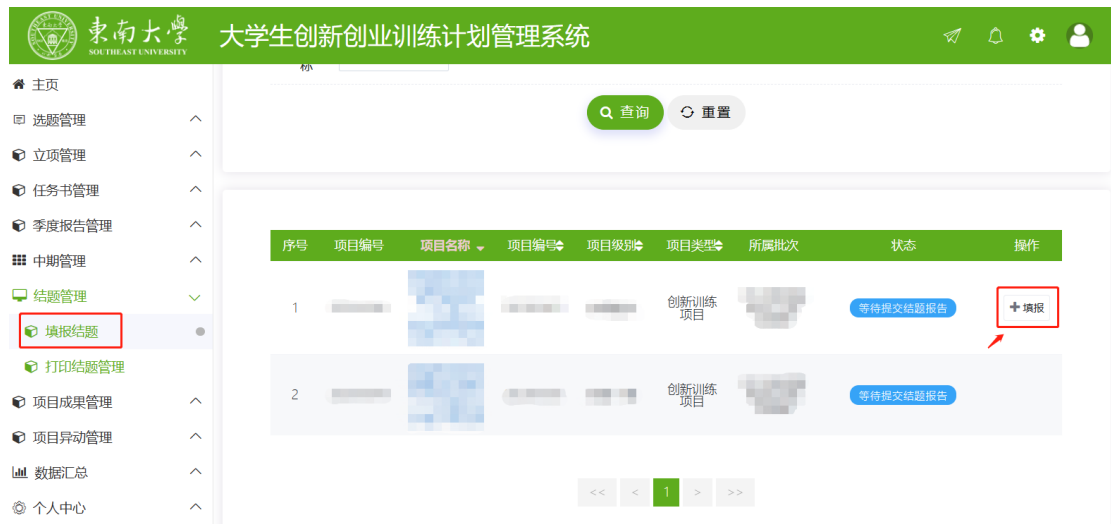 東南大學
SOUTHEAST UNIVERSITY
大学生创新创业训练计划管理系统
主页
选题管理
立项管理
任务书管理
季度报告管理
中期管理
结题管理
填报结题
打印结题管理
项目成果管理
项目异动管理
数据汇总
个人中心
称
查询 重置
序号 项目编号 项目名称 项目编号 项目级别 项目类型 所属批次 状态 操作
1 创新训练项目 等待提交结题报告 填报
2 创新训练项目 等待提交结题报告
<< < 1 > >>